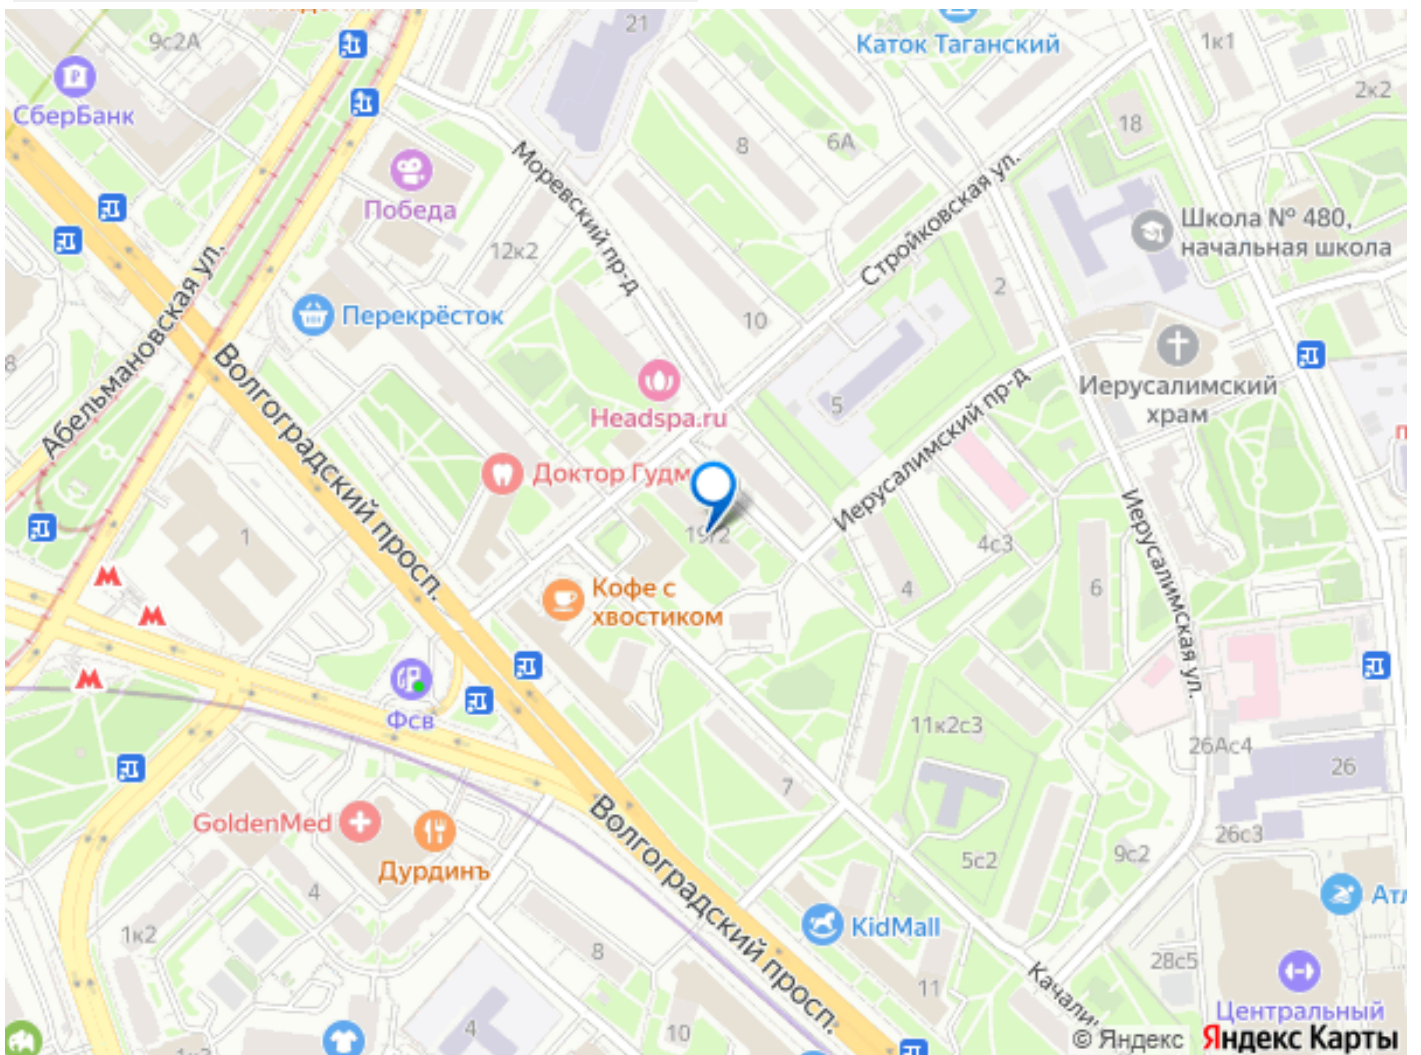 21
9с2А
Каток Таганский
1к1
СберБанк
2к2
8
6А
18
Моревский пр-д
Стройковская ул.
Победа
Школа № 480,
начальная школа
12к2
Абельмановская ул.
2
Перекрёсток
10
Волгоградский просп.
Иерусалимский
храм
Headspa.ru
5
Иерусалимский пр-д
Доктор Гудм
Иерусалимская ул.
1
4с3
Кофе с
хвостиком
4
6
Фсв
11к2с3
26Ас4
26
7
GoldenMed
Волгоградский просп.
26с3
Дурдинъ
5с2
9с2
4
KidMall
1к2
8
28с5
11
Качали
Центральный
4
10
© Яндекс Яндекс Карты